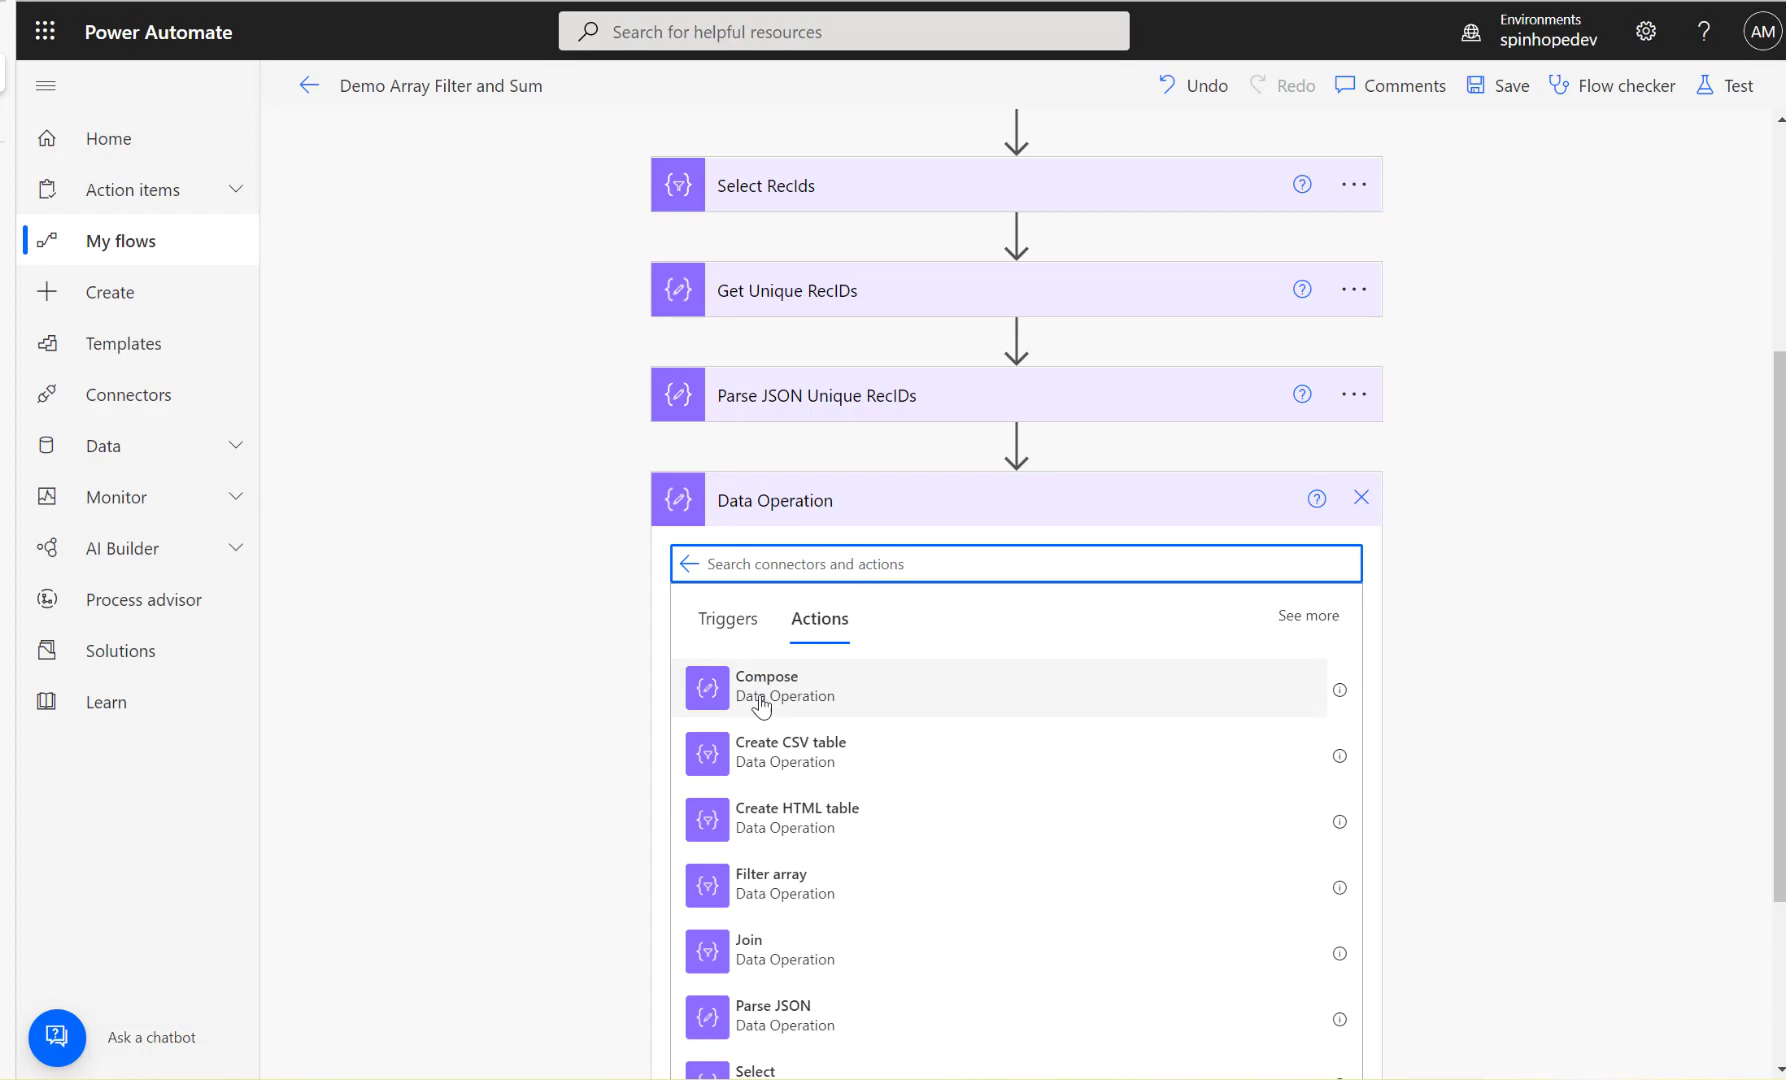 Power Automate
Search for helpful resources
Environments
spinhopedev
AM
Demo Array Filter and Sum
Undo
Redo
Comments
Save
Flow checker
Test
Home
Action items
My flows
Create
Templates
Connectors
Data
Monitor
AI Builder
Process advisor
Solutions
Learn
Ask a chatbot
Select RecIds
Get Unique RecIDs
Parse JSON Unique RecIDs
Data Operation
Search connectors and actions
Triggers
Actions
See more
Compose
Data Operation
Create CSV table
Data Operation
Create HTML table
Data Operation
Filter array
Data Operation
Join
Data Operation
Parse JSON
Data Operation
Select